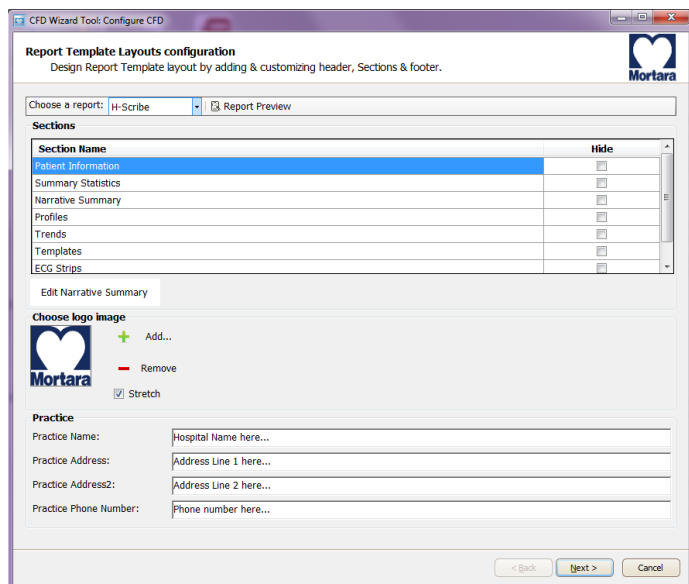 CFD Wizard Tool: Configure CFD
Report Template Layouts configuration
Design Report Template layout by adding & customizing header, Sections & footer.
Mortara
Choose a report: H-Scribe Report Preview
Sections
Section Name Hide
Patient Information
Summary Statistics
Narrative Summary
Profiles
Trends
Templates
ECG Strips
Edit Narrative Summary
Choose logo image
Mortara
Add...
Remove
Stretch
Practice
Practice Name: Hospital Name here...
Practice Address: Address Line 1 here...
Practice Address2: Address Line 2 here...
Practice Phone Number: Phone number here...
< Back Next > Cancel